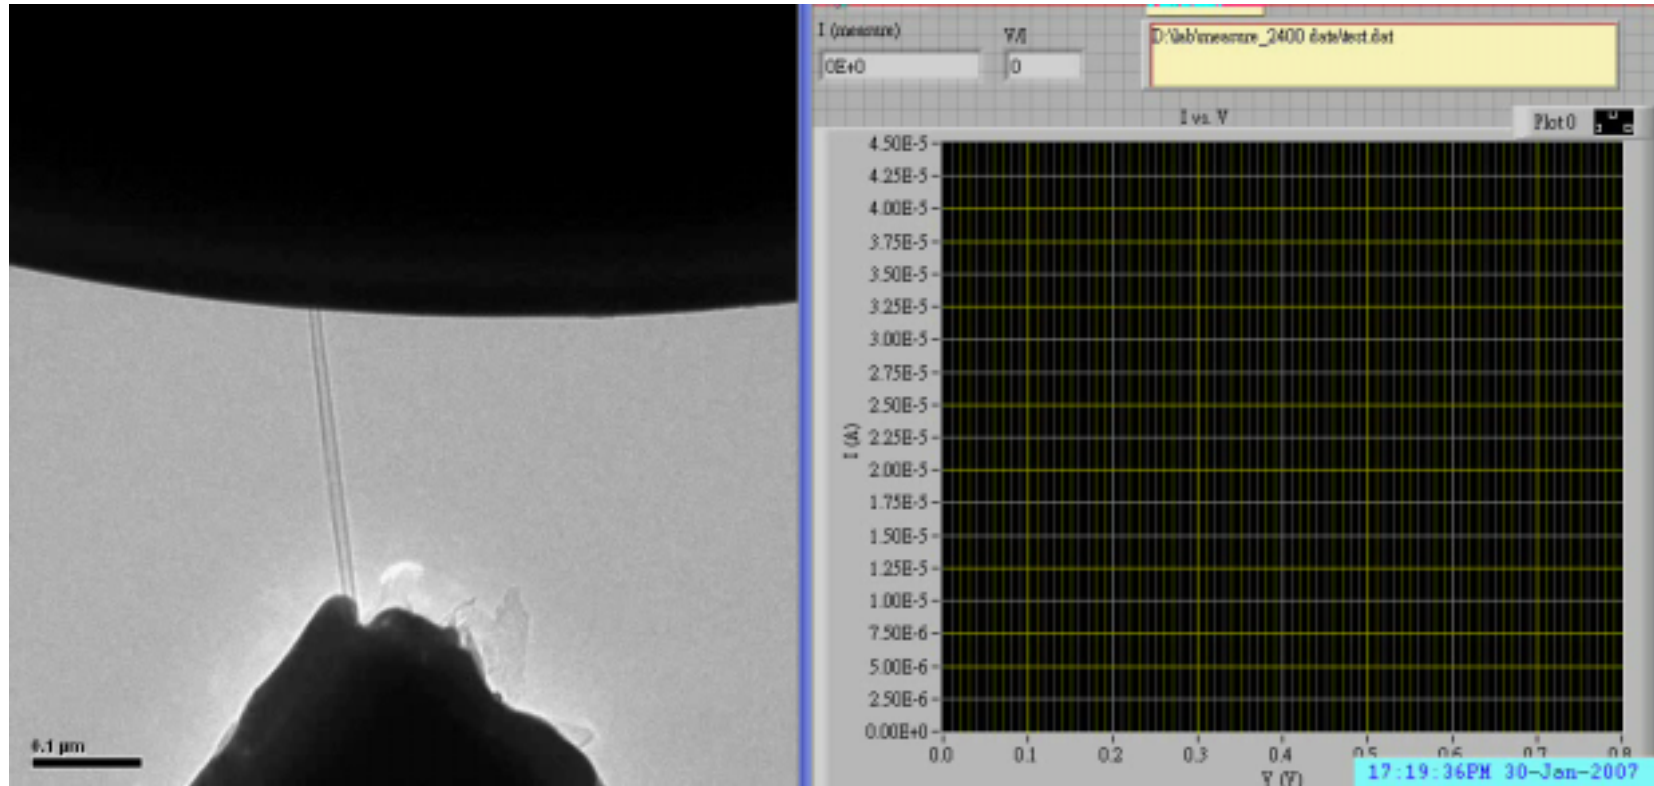 0.1 μm
I (measure)
V/I
D:\lab\measure_2400 data\test.dat
0E+0
0
I vs. V
Plot 0
4.50E-5
4.25E-5
4.00E-5
3.75E-5
3.50E-5
3.25E-5
3.00E-5
2.75E-5
2.50E-5
2.25E-5
2.00E-5
1.75E-5
1.50E-5
1.25E-5
1.00E-5
7.50E-6
5.00E-6
2.50E-6
0.00E+0
I (A)
0.0 0.1 0.2 0.3 0.4 0.5 0.6 0.7 0.8
V (V)
17:19:36PM 30-Jan-2007